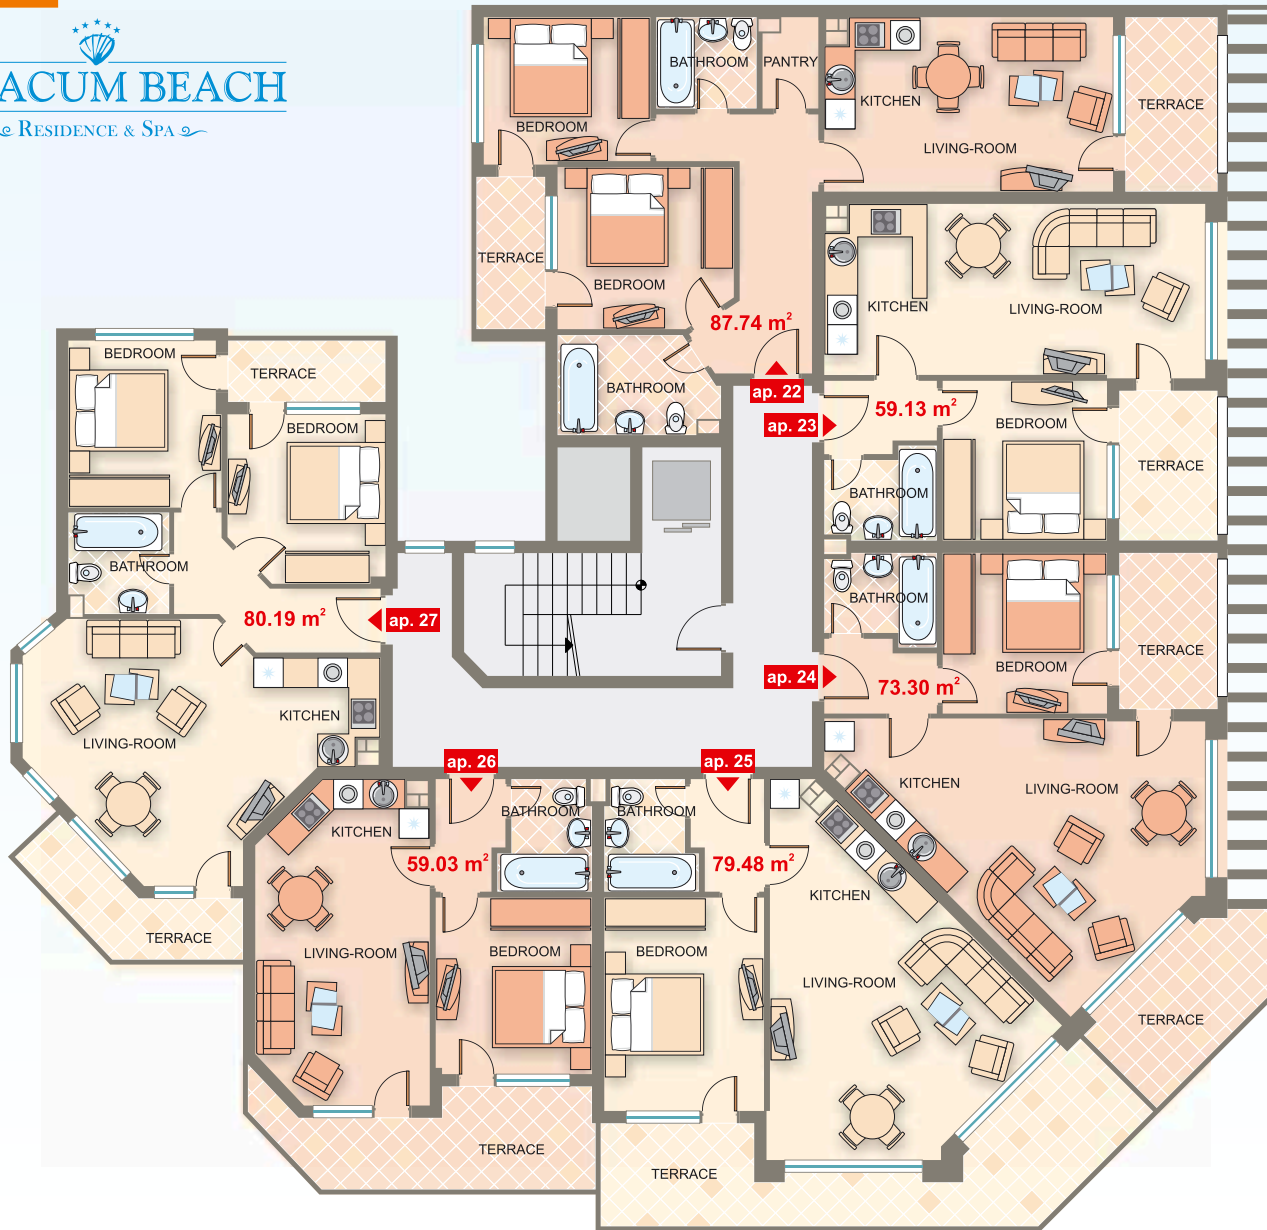 ACUM BEACH
RESIDENCE & SPA
BATHROOM
PANTRY
KITCHEN
TERRACE
BEDROOM
LIVING-ROOM
TERRACE
BEDROOM
87.74 m²
BATHROOM
ap. 22
KITCHEN
LIVING-ROOM
ap. 23
59.13 m²
BEDROOM
TERRACE
BATHROOM
BEDROOM
TERRACE
BEDROOM
BATHROOM
80.19 m²
ap. 27
KITCHEN
LIVING-ROOM
TERRACE
BATHROOM
TERRACE
BEDROOM
ap. 24
73.30 m²
KITCHEN
LIVING-ROOM
TERRACE
ap. 26
BATHROOM
KITCHEN
59.03 m²
LIVING-ROOM
BEDROOM
TERRACE
ap. 25
BATHROOM
79.48 m²
KITCHEN
BEDROOM
LIVING-ROOM
TERRACE